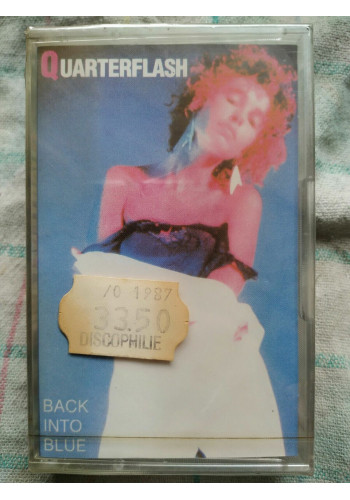 QUARTERFLASH
/0 1987
33.50
DISCOPHILIE
BACK
INTO
BLUE